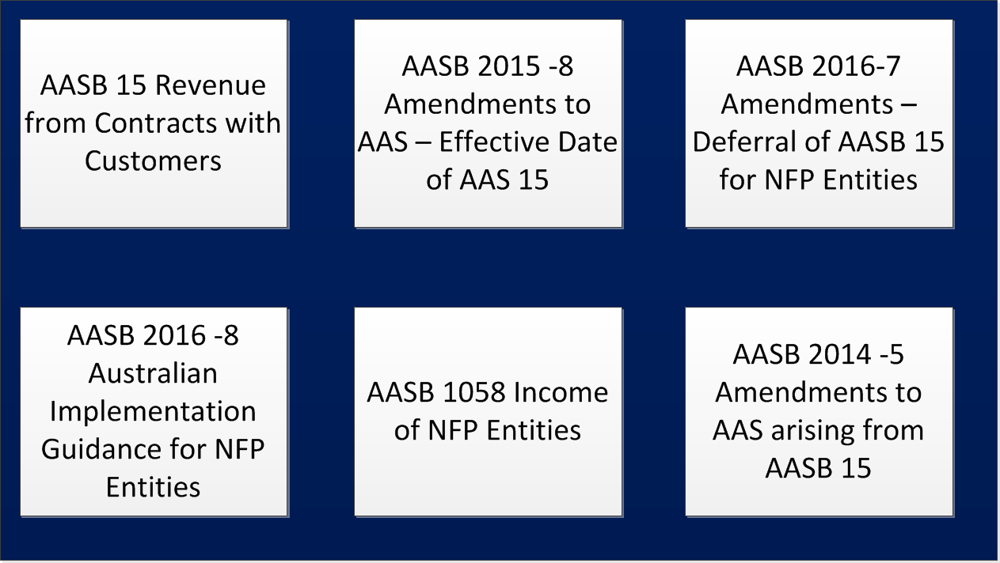 AASB 15 Revenue
from Contracts with
Customers
AASB 2015 -8
Amendments to
AAS – Effective Date
of AAS 15
AASB 2016-7
Amendments –
Deferral of AASB 15
for NFP Entities
AASB 2016 -8
Australian
Implementation
Guidance for NFP
Entities
AASB 1058 Income
of NFP Entities
AASB 2014 -5
Amendments to
AAS arising from
AASB 15